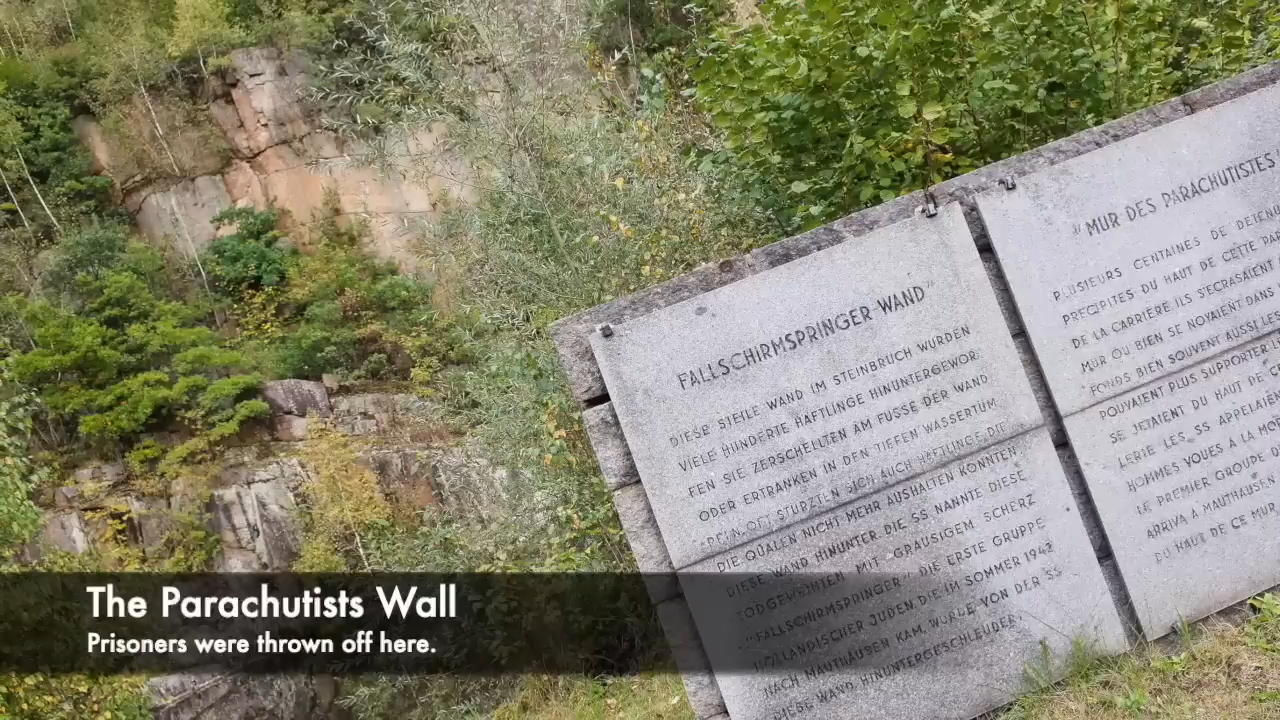 "FALLSCHIRMSPRINGER-WAND"
DIESE STEILE WAND IM STEINBRUCH WURDEN
VIELE HUNDERTE HÄFTLINGE HINUNTERGEWOR-
FEN SIE ZERSCHELLTEN AM FUSSE DER WAND
ODER ERTRANKEN IN DEN TIEFEN WASSERTÜM
PELN OFT STÜRZTEN SICH AUCH HÄFTLINGE, DIE
DIE QUALEN NICHT MEHR AUSHALTEN KONNTEN
DIESE WAND HINUNTER. DIE SS NANNTE DIESE
TODGEWEIHTEN MIT GRAUSIGEM SCHERZ
"FALLSCHIRMSPRINGER". DIE ERSTE GRUPPE
HOLLÄNDISCHER JUDEN DIE IM SOMMER 1942
NACH MAUTHAUSEN KAM, WURDE VON DER SS
DIESE WAND HINUNTERGESCHLEUDERT.
"MUR DES PARACHUTISTES"
PLUSIEURS CENTAINES DE DETENU
PRECIPITES DU HAUT DE CETTE PAR
DE LA CARRIERE ILS S'ECRASAIENT
MUR OU BIEN SE NOYAIENT DANS
FONDS BIEN SOUVENT AUSSI LES
POUVAIENT PLUS SUPPORTER LE
SE JETAIENT DU HAUT DE CE
LERIE LES SS APPELAIE
HOMMES VOUES A LA MO
LE PREMIER GROUPE D
ARRIVA A MAUTHAUSEN
DU HAUT DE CE MUR
The Parachutists Wall
Prisoners were thrown off here.